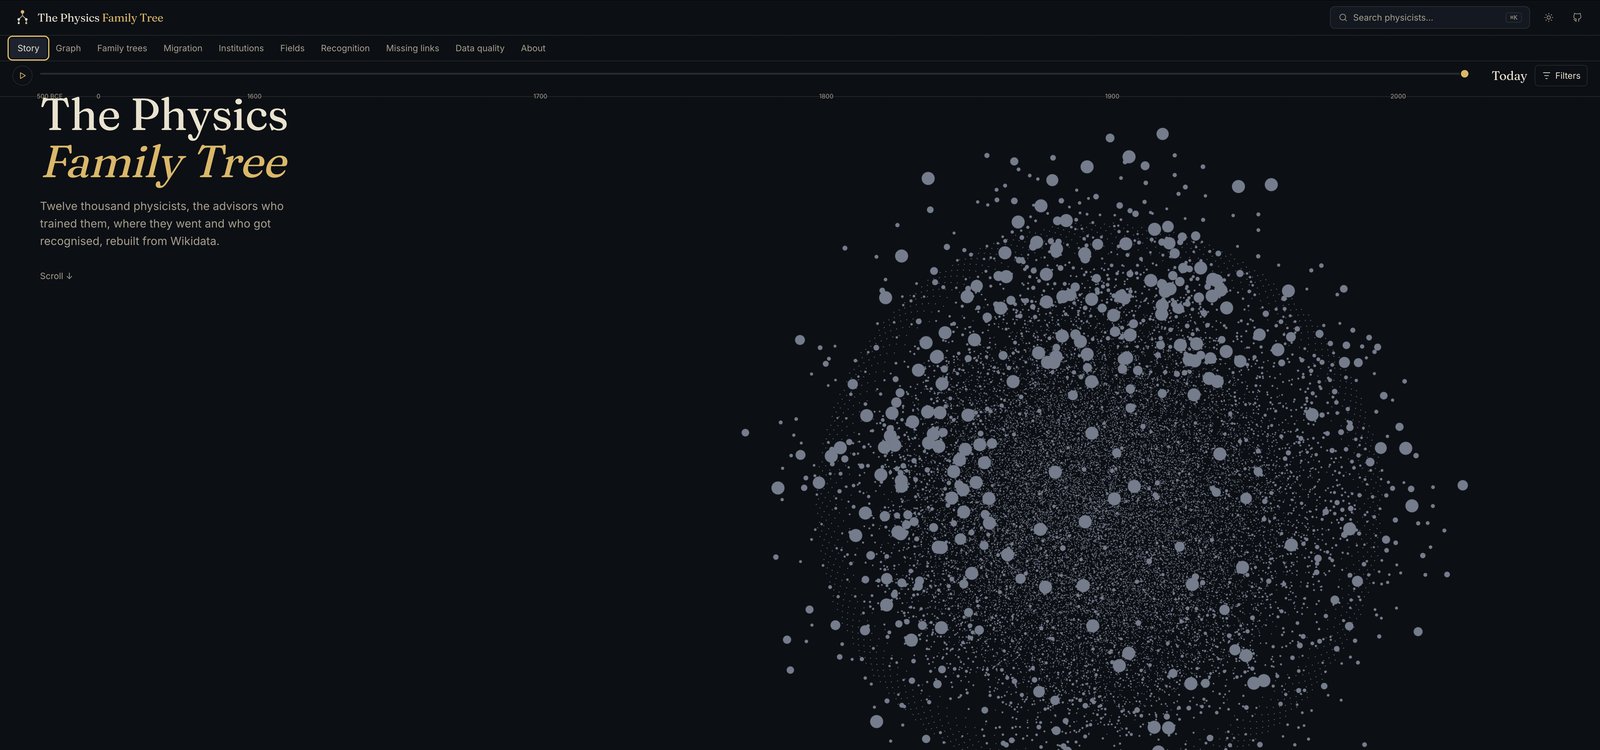 The Physics Family Tree
Search physicists...
⌘K
Story Graph Family trees Migration Institutions Fields Recognition Missing links Data quality About
Today
Filters
500 BCE 0 1600 1700 1800 1900 2000
The Physics
Family Tree
Twelve thousand physicists, the advisors who
trained them, where they went and who got
recognised, rebuilt from Wikidata.
Scroll ↓